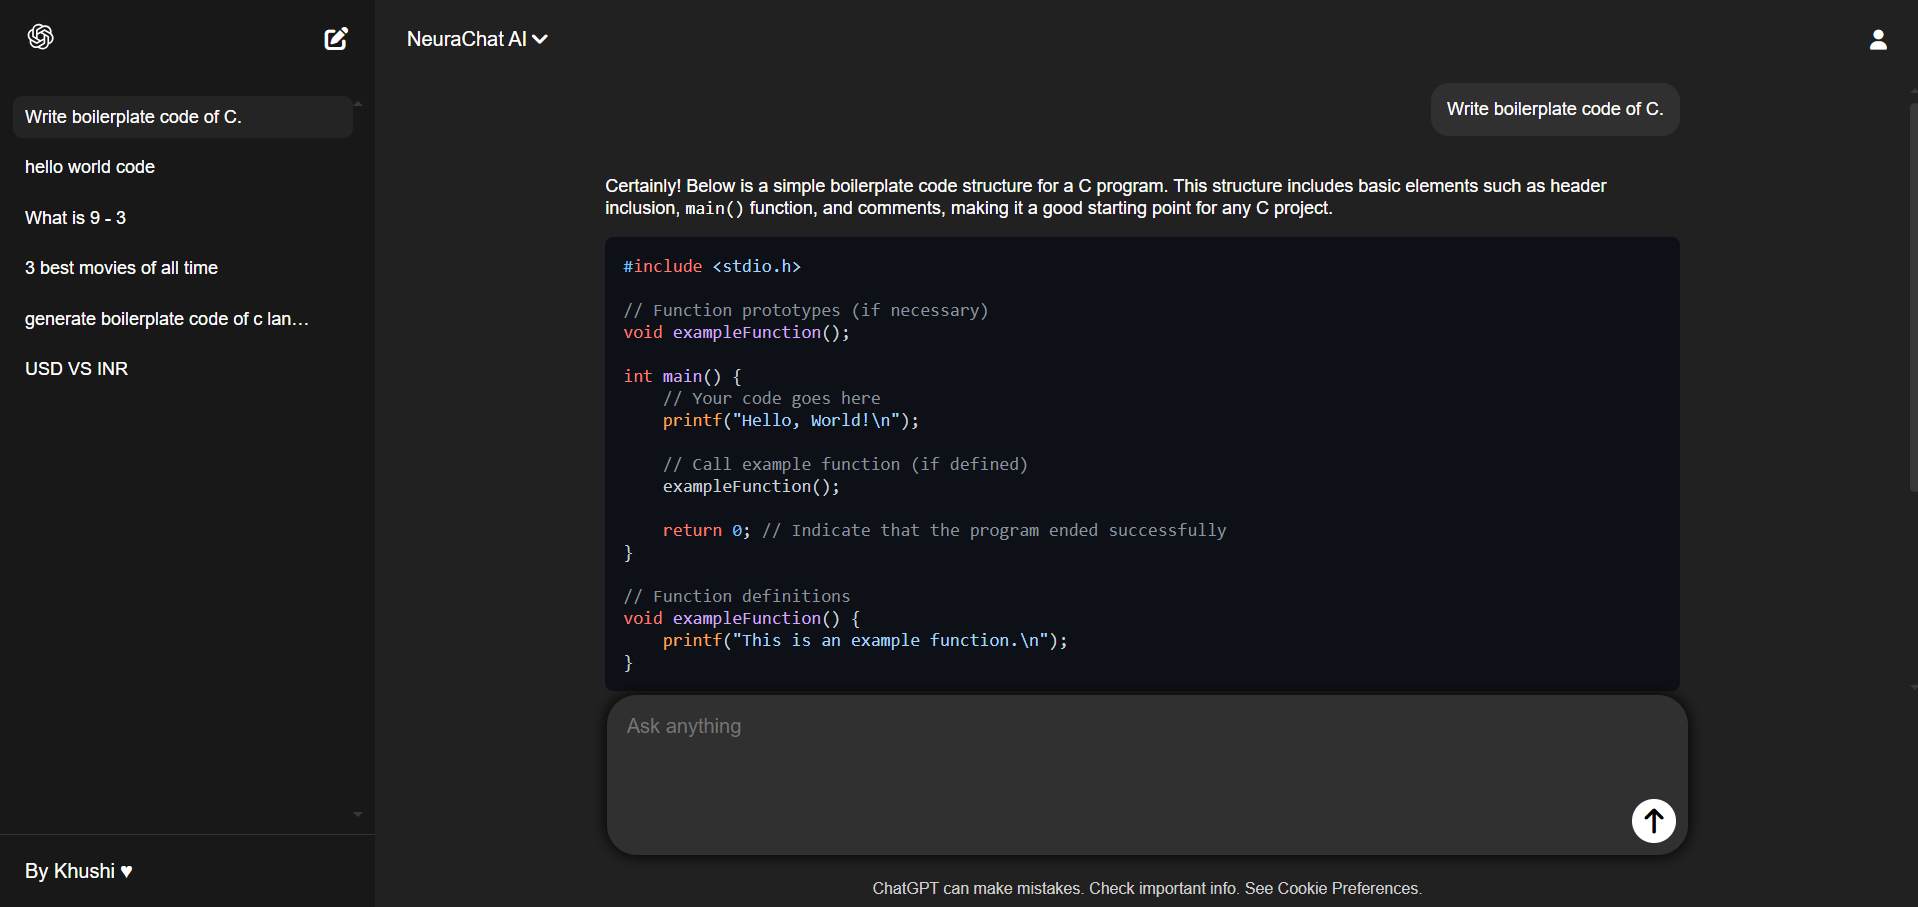 NeuraChat AI
Write boilerplate code of C.
hello world code
What is 9 - 3
3 best movies of all time
generate boilerplate code of c lan...
USD VS INR
By Khushi ♥
Write boilerplate code of C.
Certainly! Below is a simple boilerplate code structure for a C program. This structure includes basic elements such as header
inclusion, main() function, and comments, making it a good starting point for any C project.
#include <stdio.h>
// Function prototypes (if necessary)
void exampleFunction();
int main() {
    // Your code goes here
    printf("Hello, World!\n");
    // Call example function (if defined)
    exampleFunction();
    return 0; // Indicate that the program ended successfully
}
// Function definitions
void exampleFunction() {
    printf("This is an example function.\n");
}
Ask anything
ChatGPT can make mistakes. Check important info. See Cookie Preferences.